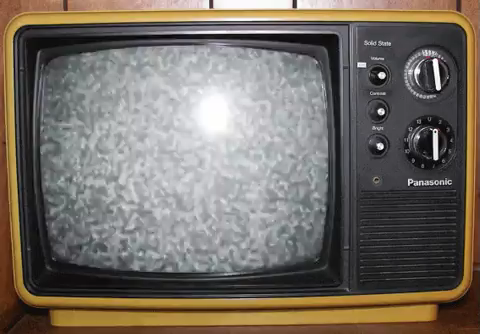 Solid State
Volume
Contrast
Bright
Panasonic